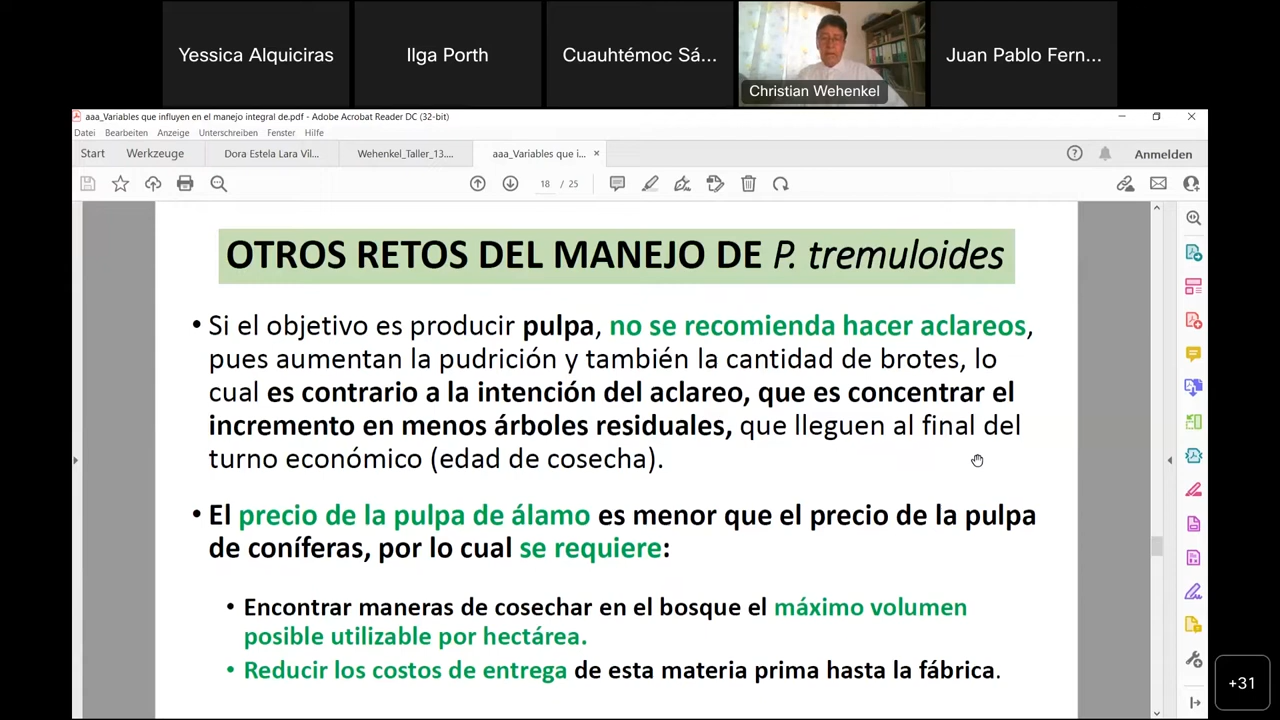 Yessica Alquiciras
Ilga Porth
Cuauhtémoc Sá...
Christian Wehenkel
Juan Pablo Fern...
aaa_Variables que influyen en el manejo integral de.pdf - Adobe Acrobat Reader DC (32-bit)
Datei Bearbeiten Anzeige Unterschreiben Fenster Hilfe
Start Werkzeuge Dora Estela Lara Vil... Wehenkel_Taller_13.... aaa_Variables que i... × Anmelden
18 / 25
OTROS RETOS DEL MANEJO DE P. tremuloides
• Si el objetivo es producir pulpa, no se recomienda hacer aclareos,
pues aumentan la pudrición y también la cantidad de brotes, lo
cual es contrario a la intención del aclareo, que es concentrar el
incremento en menos árboles residuales, que lleguen al final del
turno económico (edad de cosecha).
• El precio de la pulpa de álamo es menor que el precio de la pulpa
de coníferas, por lo cual se requiere:
• Encontrar maneras de cosechar en el bosque el máximo volumen
posible utilizable por hectárea.
• Reducir los costos de entrega de esta materia prima hasta la fábrica.
+31